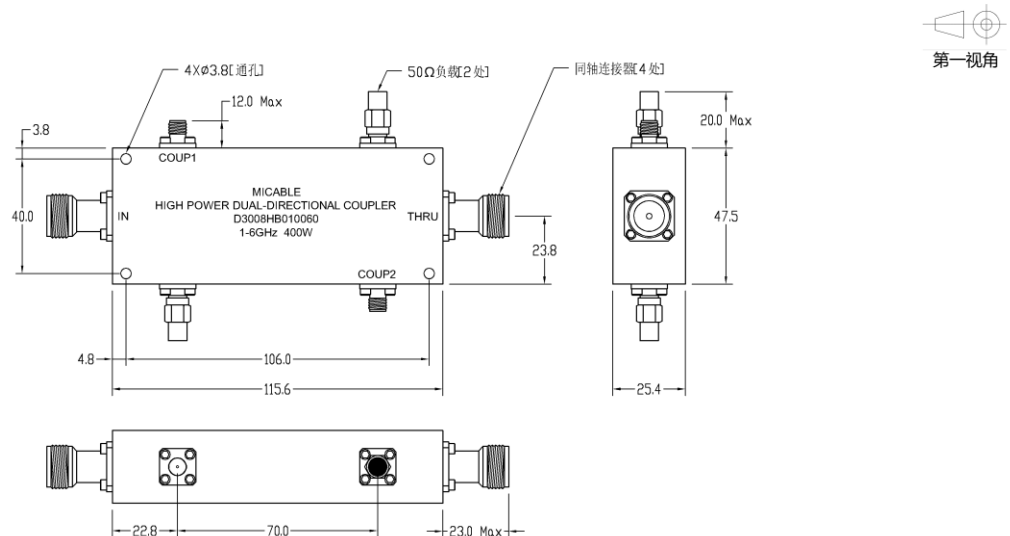 第一视角
4XØ3.8[通孔]
50Ω负载[2处]
同轴连接器[4处]
12.0 Max
20.0 Max
3.8
COUP1
MICABLE
HIGH POWER DUAL-DIRECTIONAL COUPLER
D3008HB010060
1-6GHz 400W
IN
THRU
40.0
47.5
23.8
COUP2
4.8
106.0
115.6
25.4
22.8
70.0
23.0 Max